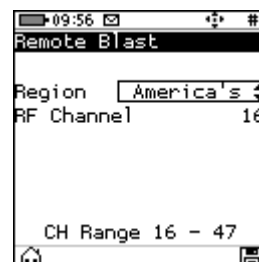 09:56 #
Remote Blast
Region America's
RF Channel 16
CH Range 16 - 47